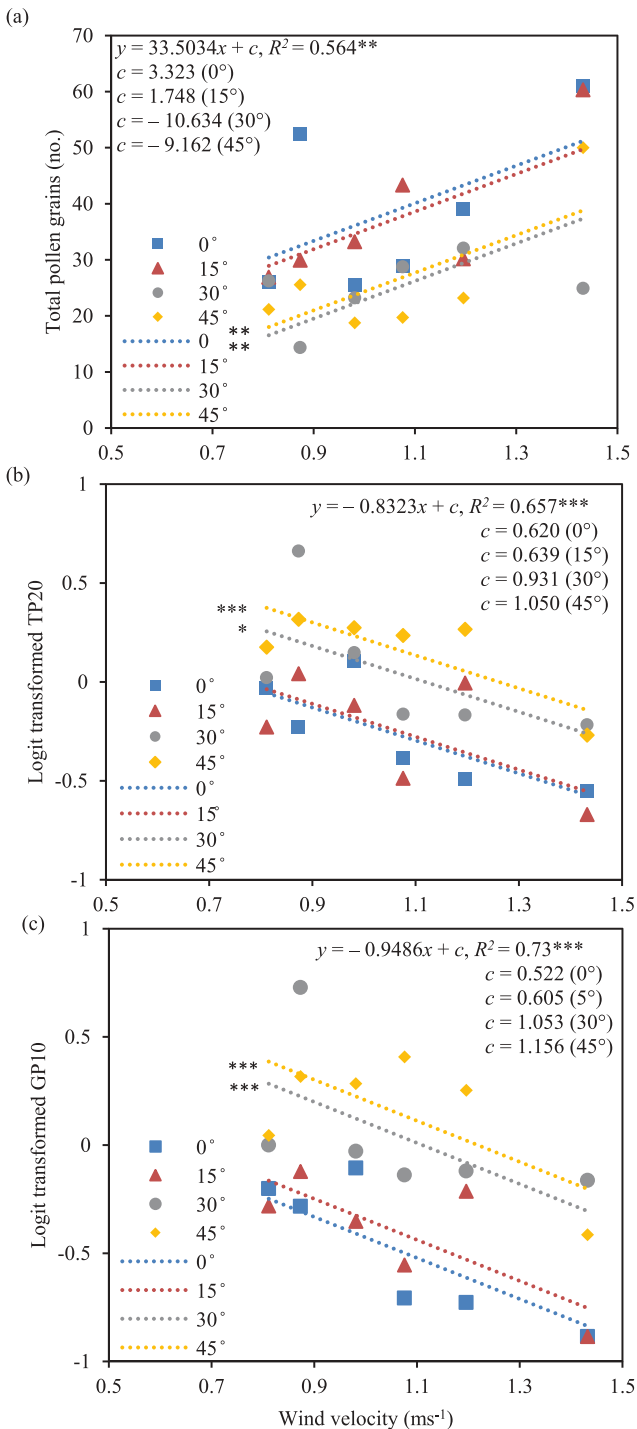 (a)
70
60
50
40
30
20
10
0
Total pollen grains (no.)
y = 33.5034x + c, R² = 0.564**
c = 3.323 (0°)
c = 1.748 (15°)
c = – 10.634 (30°)
c = – 9.162 (45°)
0°
15°
30°
45°
0
**
15°
**
30°
45°
0.5 0.7 0.9 1.1 1.3 1.5
(b)
1
0.5
0
-0.5
-1
Logit transformed TP20
y = – 0.8323x + c, R² = 0.657***
c = 0.620 (0°)
c = 0.639 (15°)
c = 0.931 (30°)
c = 1.050 (45°)
***
*
0°
15°
30°
45°
0°
15°
30°
45°
0.5 0.7 0.9 1.1 1.3 1.5
(c)
1
0.5
0
-0.5
-1
Logit transformed GP10
y = – 0.9486x + c, R² = 0.73***
c = 0.522 (0°)
c = 0.605 (5°)
c = 1.053 (30°)
c = 1.156 (45°)
***
***
0°
15°
30°
45°
0°
15°
30°
45°
0.5 0.7 0.9 1.1 1.3 1.5
Wind velocity (ms⁻¹)